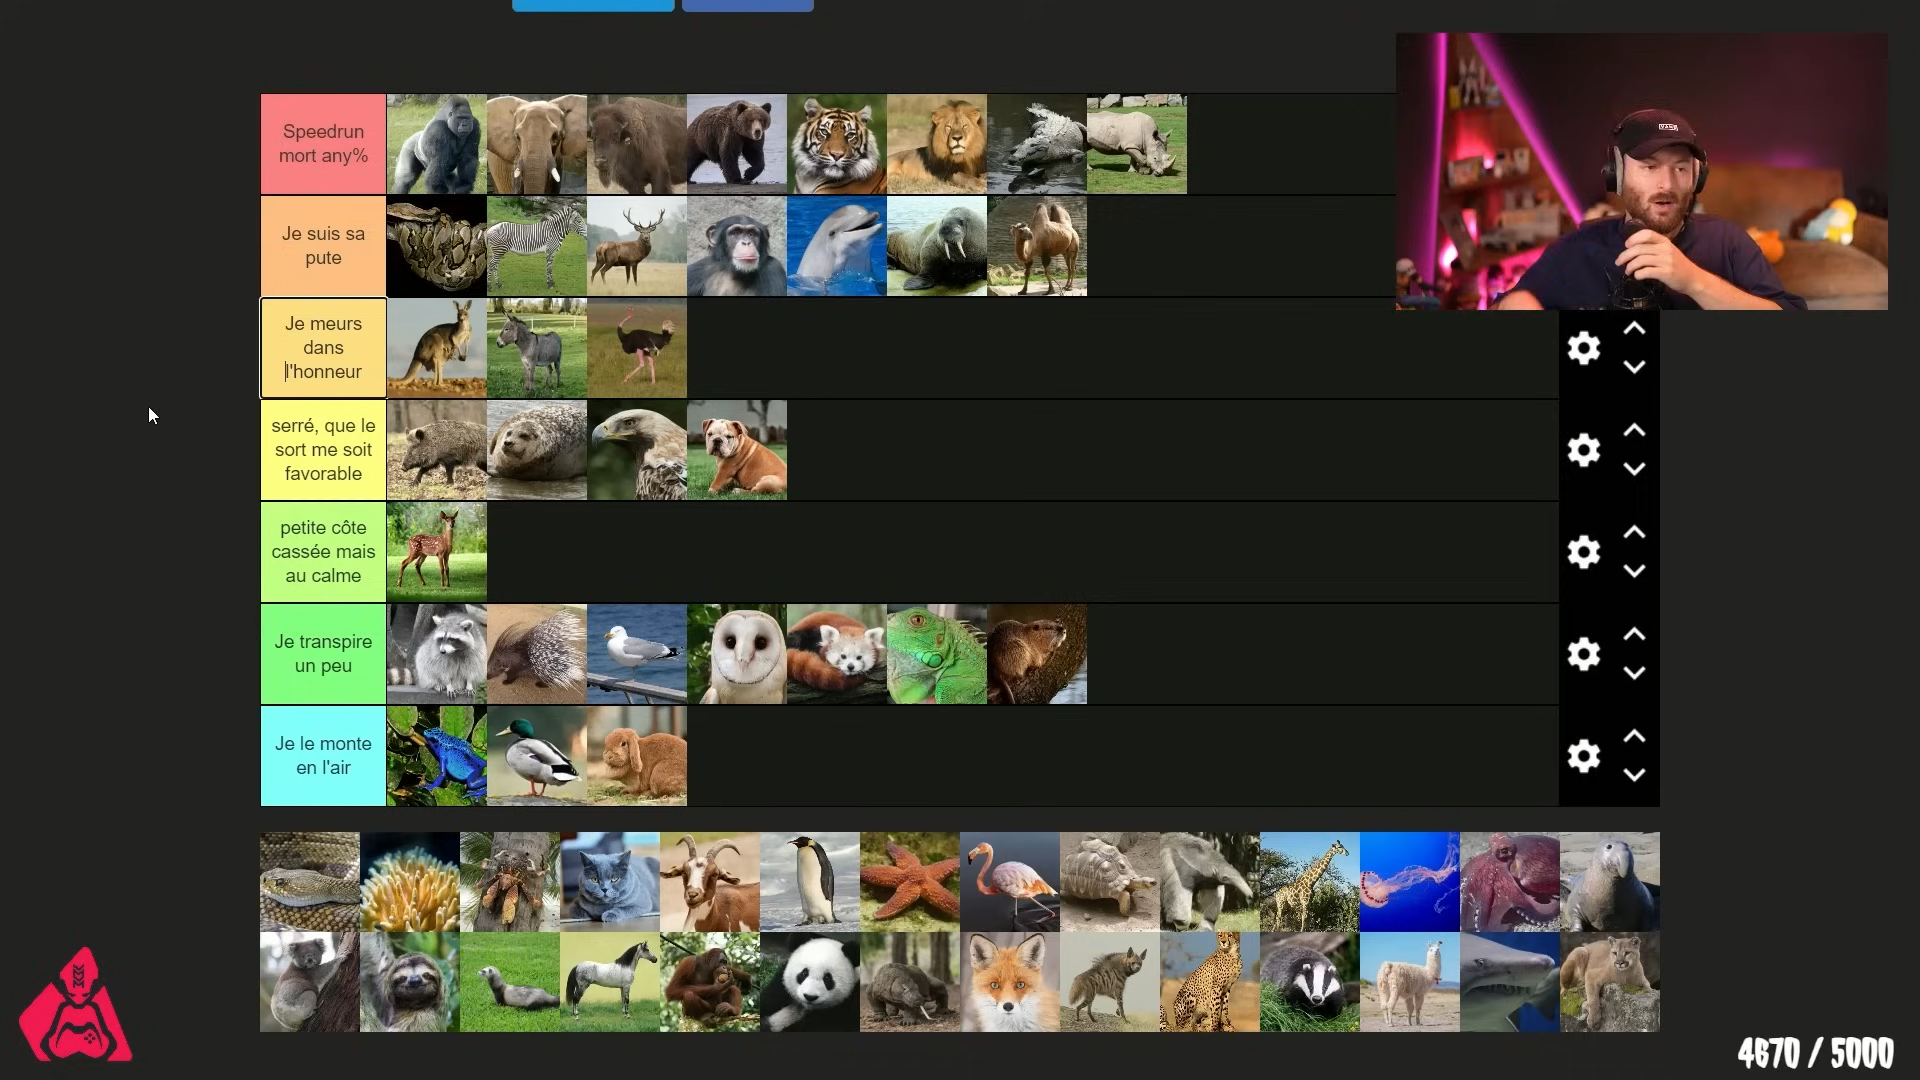 Speedrun
mort any%
Je suis sa
pute
Je meurs
dans
l'honneur
serré, que le
sort me soit
favorable
petite côte
cassée mais
au calme
Je transpire
un peu
Je le monte
en l'air
4670 / 5000